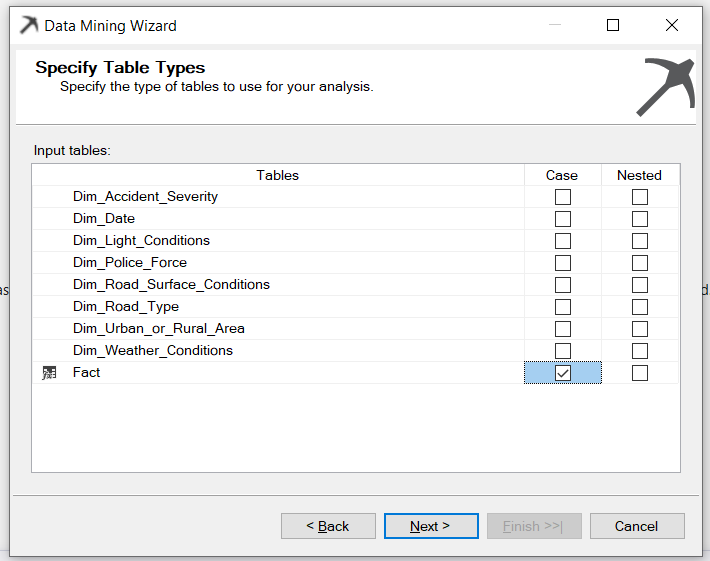 Data Mining Wizard
Specify Table Types
Specify the type of tables to use for your analysis.
Input tables:
Tables Case Nested
Dim_Accident_Severity
Dim_Date
Dim_Light_Conditions
Dim_Police_Force
Dim_Road_Surface_Conditions
Dim_Road_Type
Dim_Urban_or_Rural_Area
Dim_Weather_Conditions
Fact
< Back Next > Finish >>| Cancel